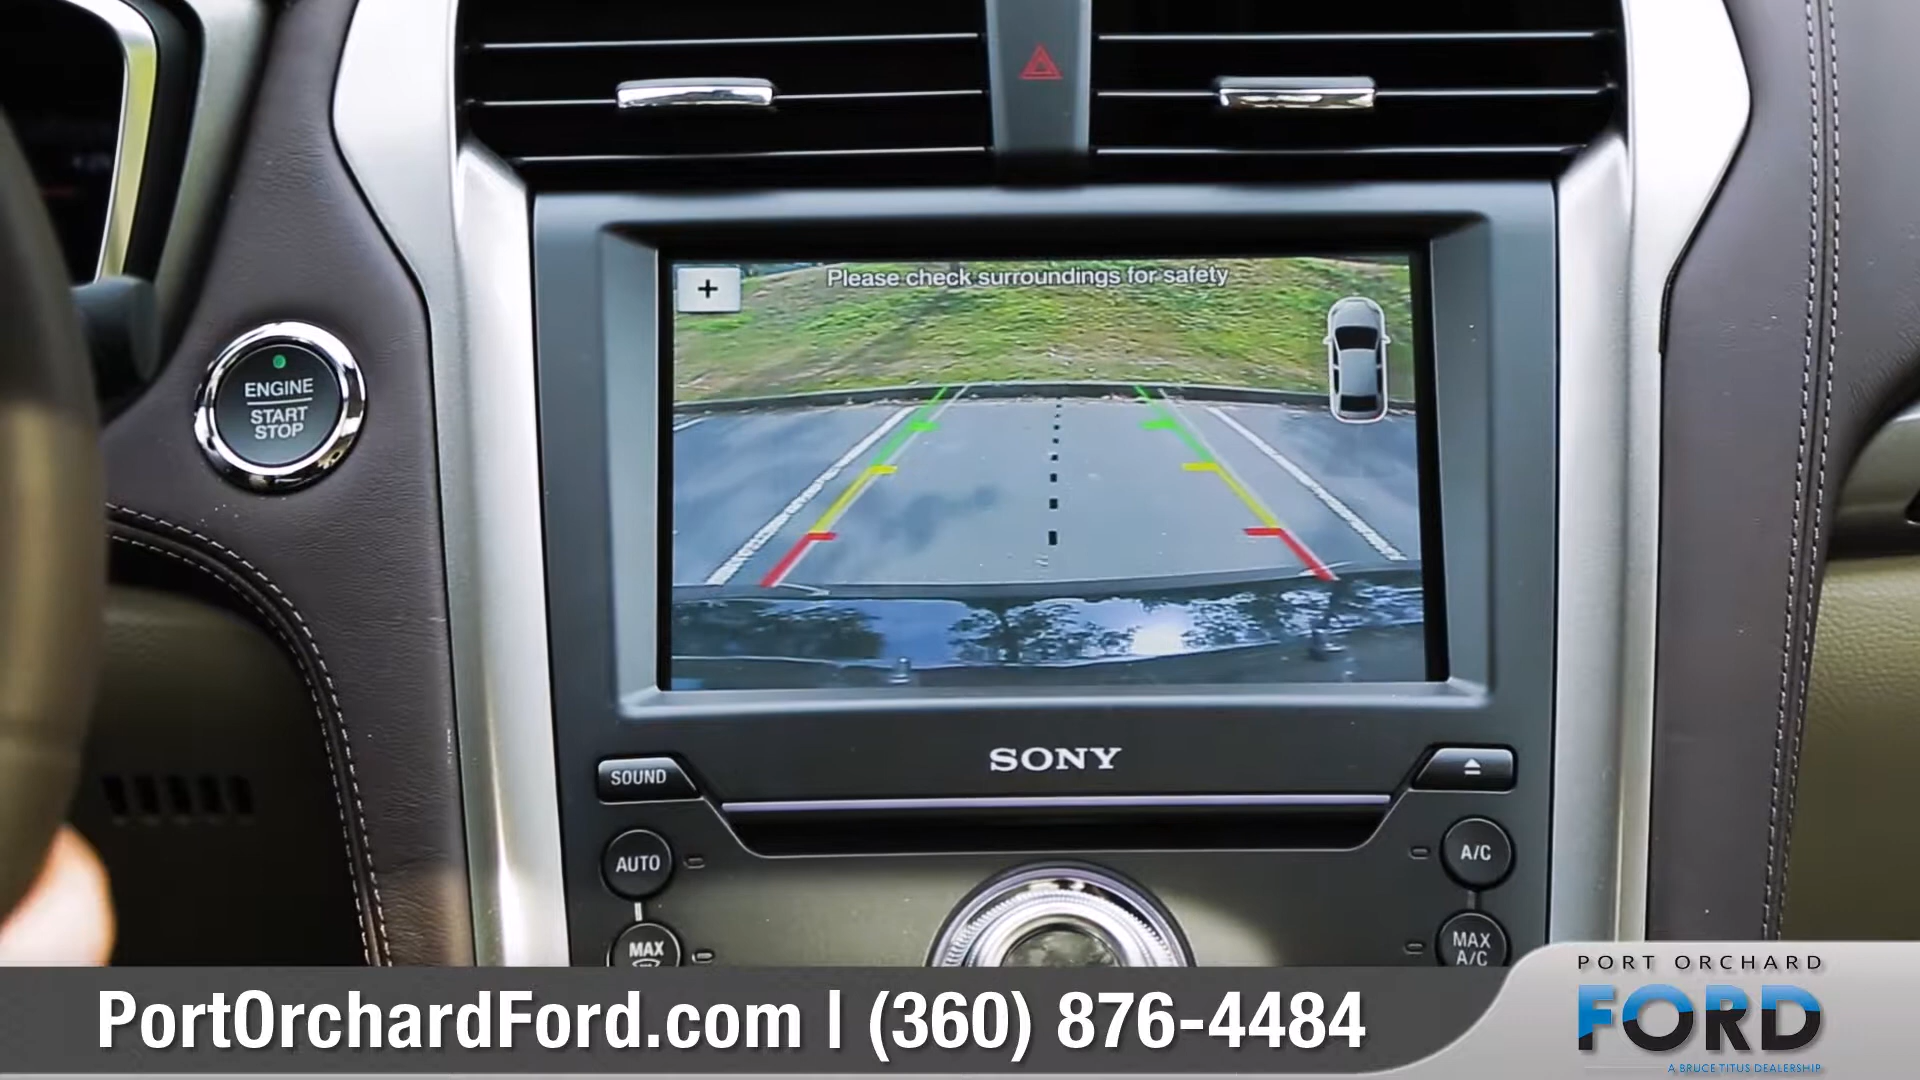 Please check surroundings for safety
+
ENGINE
START
STOP
SONY
SOUND
AUTO
A/C
MAX
MAX
A/C
PortOrchardFord.com | (360) 876-4484
PORT ORCHARD
FORD
A BRUCE TITUS DEALERSHIP